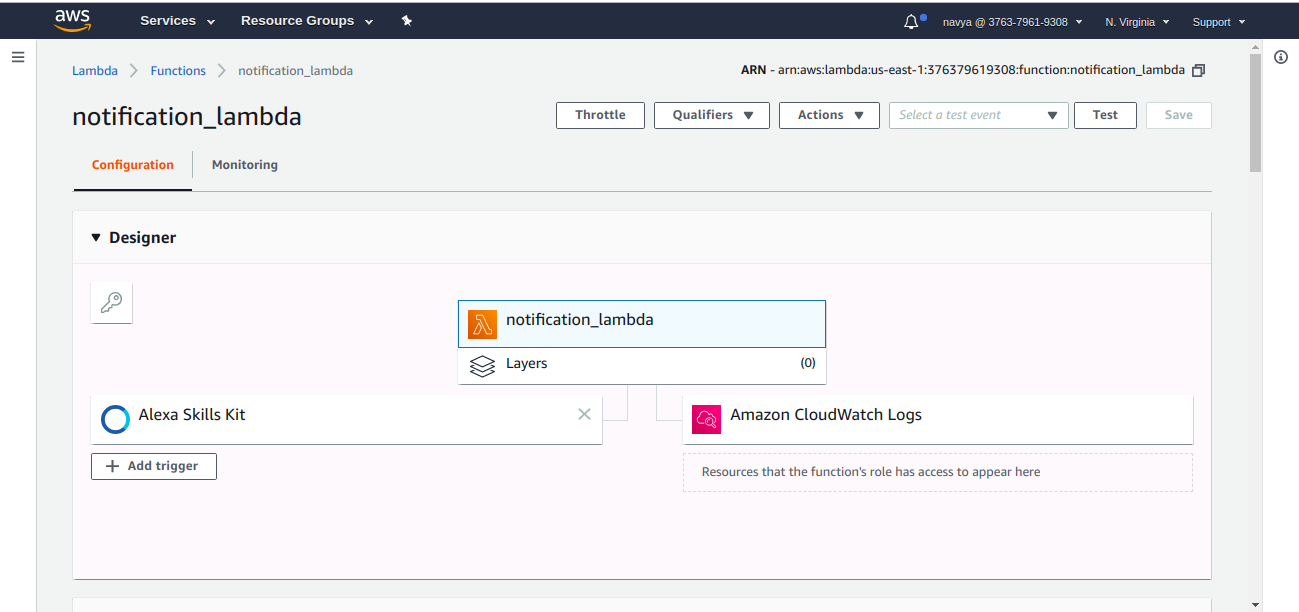 aws Services Resource Groups navya @ 3763-7961-9308 N. Virginia Support
Lambda Functions notification_lambda ARN - arn:aws:lambda:us-east-1:376379619308:function:notification_lambda
notification_lambda Throttle Qualifiers Actions Select a test event Test Save
Configuration Monitoring
Designer
notification_lambda
Layers (0)
Alexa Skills Kit Amazon CloudWatch Logs
Add trigger Resources that the function's role has access to appear here